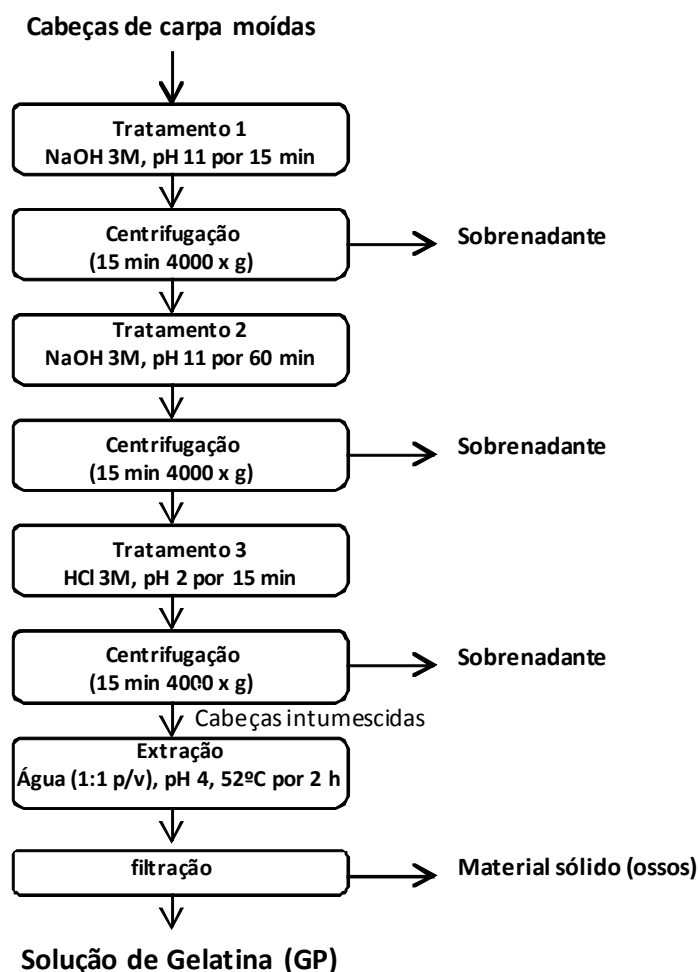 Cabeças de carpa moídas
Tratamento 1
NaOH 3M, pH 11 por 15 min
Centrifugação
(15 min 4000 x g)
Sobrenadante
Tratamento 2
NaOH 3M, pH 11 por 60 min
Centrifugação
(15 min 4000 x g)
Sobrenadante
Tratamento 3
HCl 3M, pH 2 por 15 min
Centrifugação
(15 min 4000 x g)
Sobrenadante
Cabeças intumescidas
Extração
Água (1:1 p/v), pH 4, 52ºC por 2 h
filtração
Material sólido (ossos)
Solução de Gelatina (GP)